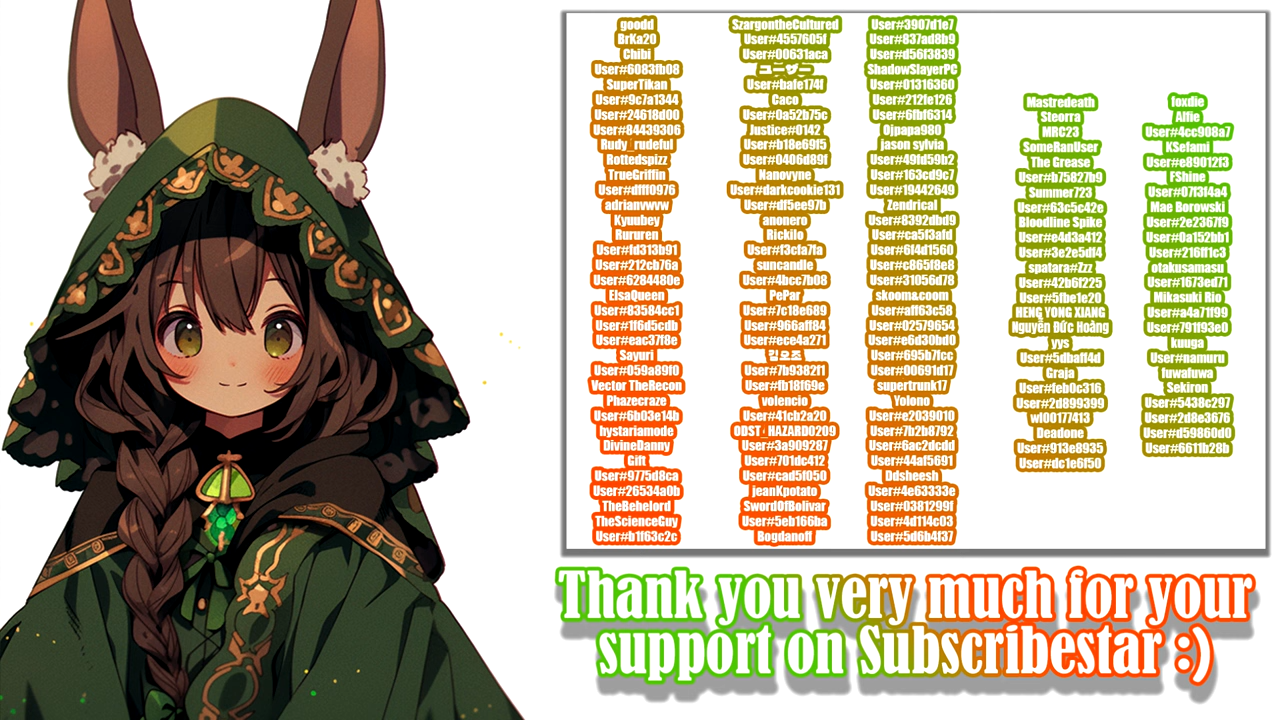 goodd
BrKa20
Chibi
User#6083fb08
SuperTikan
User#9c7a1344
User#24618d00
User#84439306
Rudy_rudeful
Rottedspizz
TrueGriffin
User#dfff0976
adrianvww
Kyuubey
Rururen
User#fd313b91
User#212cb76a
User#6284480e
ElsaQueen
User#83584cc1
User#1f6d5cdb
User#eac37f8e
Sayuri
User#059a89f0
Vector TheRecon
Phazecraze
User#6b03e14b
hystariamode
DivineDanny
Gift
User#9775d8ca
User#26534a0b
TheBehelord
TheScienceGuy
User#b1f63c2c
SzargontheCultured
User#4557605f
User#00631aca
ユーザー
User#bafe174f
Caco
User#0a52b75c
Justice#0142
User#b18e69f5
User#0406d89f
Nanovyne
User#darkcookie131
User#df5ee97b
anonero
Rickilo
User#f3cfa7fa
suncandle
User#4bcc7b08
PePar
User#7c18e689
User#966aff84
User#ece4a271
김오조
User#7b9382f1
User#fb18f69e
volencio
User#41cb2a20
ODST_HAZARD0209
User#3a909287
User#701dc412
User#cad5f050
jeanKpotato
SwordOfBolivar
User#5eb166ba
Bogdanoff
User#3907d1e7
User#837ad8b9
User#d56f3839
ShadowSlayerPC
User#01316360
User#212fe126
User#6fbf6314
Ojpapa980
jason sylvia
User#49fd59b2
User#163cd9c7
User#19442649
Zendrical
User#8392dbd9
User#ca5f3afd
User#6f4d1560
User#c865f8e8
User#31056d78
skooma.coom
User#aff63c58
User#02579654
User#e6d30bd0
User#695b7fcc
User#00691d17
supertrunk17
Yolono
User#e2039010
User#7b2b8792
User#6ac2dcdd
User#44af5691
Ddsheesh
User#4e63333e
User#0381299f
User#4d114c03
User#5d6b4f37
Mastredeath
Steorra
MRC23
SomeRanUser
The Grease
User#b75827b9
Summer723
User#63c5c42e
Bloodline Spike
User#e4d3a412
User#3e2e5df4
spatara#Zzz
User#42b6f225
User#5fbe1e20
HENG YONG XIANG
Nguyễn Đức Hoàng
yys
User#5dbaff4d
Graja
User#feb0c316
User#2d899399
wl00177413
Deadone
User#913e8935
User#dc1e6f50
foxdie
Alfie
User#4cc908a7
KSefami
User#e89012f3
FShine
User#07f3f4a4
Mae Borowski
User#2e2367f9
User#0a152bb1
User#216ff1c3
otakusamasu
User#1673ed71
Mikasuki Rio
User#a4a71f99
User#791f93e0
kuuga
User#namuru
fuwafuwa
Sekiron
User#5438c297
User#2d8e3676
User#d59860d0
User#6611b28b
Thank you very much for your
support on Subscribestar :)